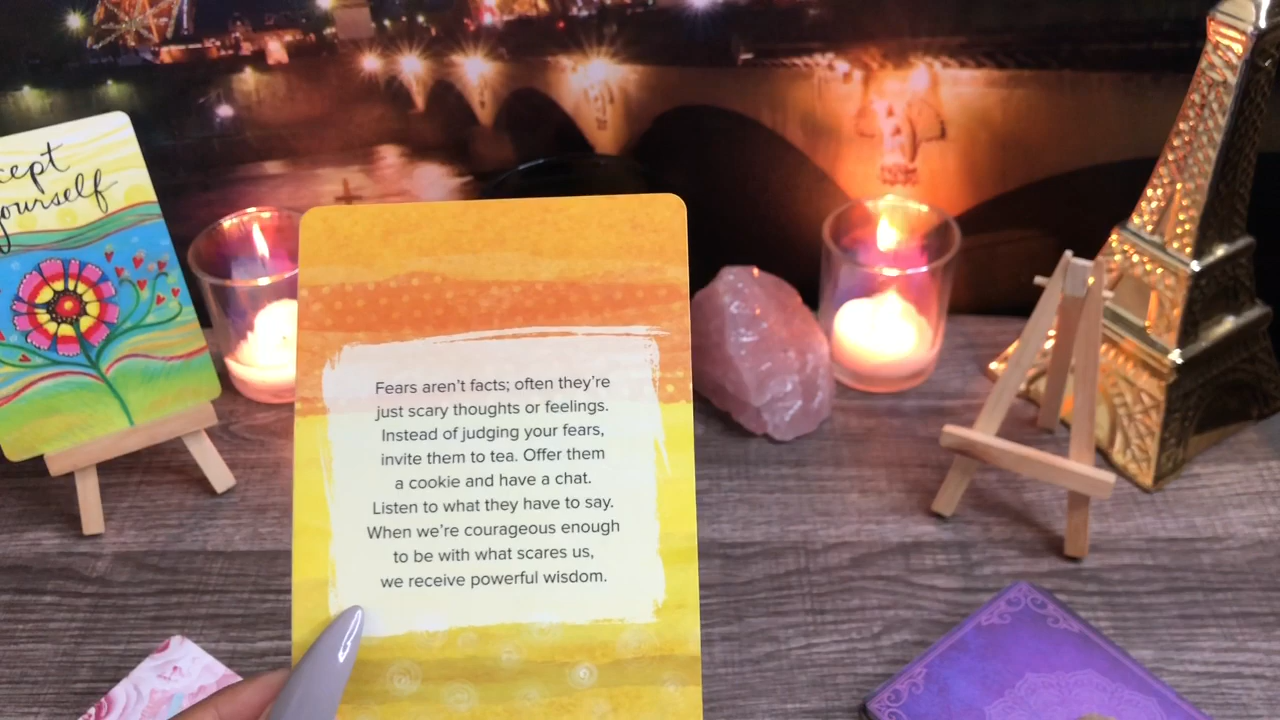 cept
yourself
Fears aren't facts; often they're
just scary thoughts or feelings.
Instead of judging your fears,
invite them to tea. Offer them
a cookie and have a chat.
Listen to what they have to say.
When we're courageous enough
to be with what scares us,
we receive powerful wisdom.